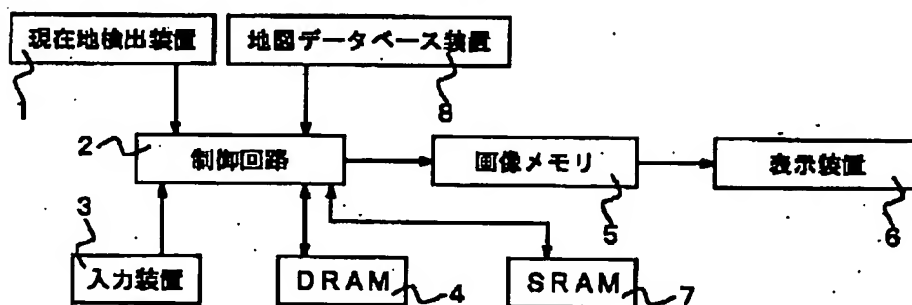 現在地検出装置
地図データベース装置
1
8
2
制御回路
画像メモリ
表示装置
5
6
3
入力装置
DRAM
4
SRAM
7